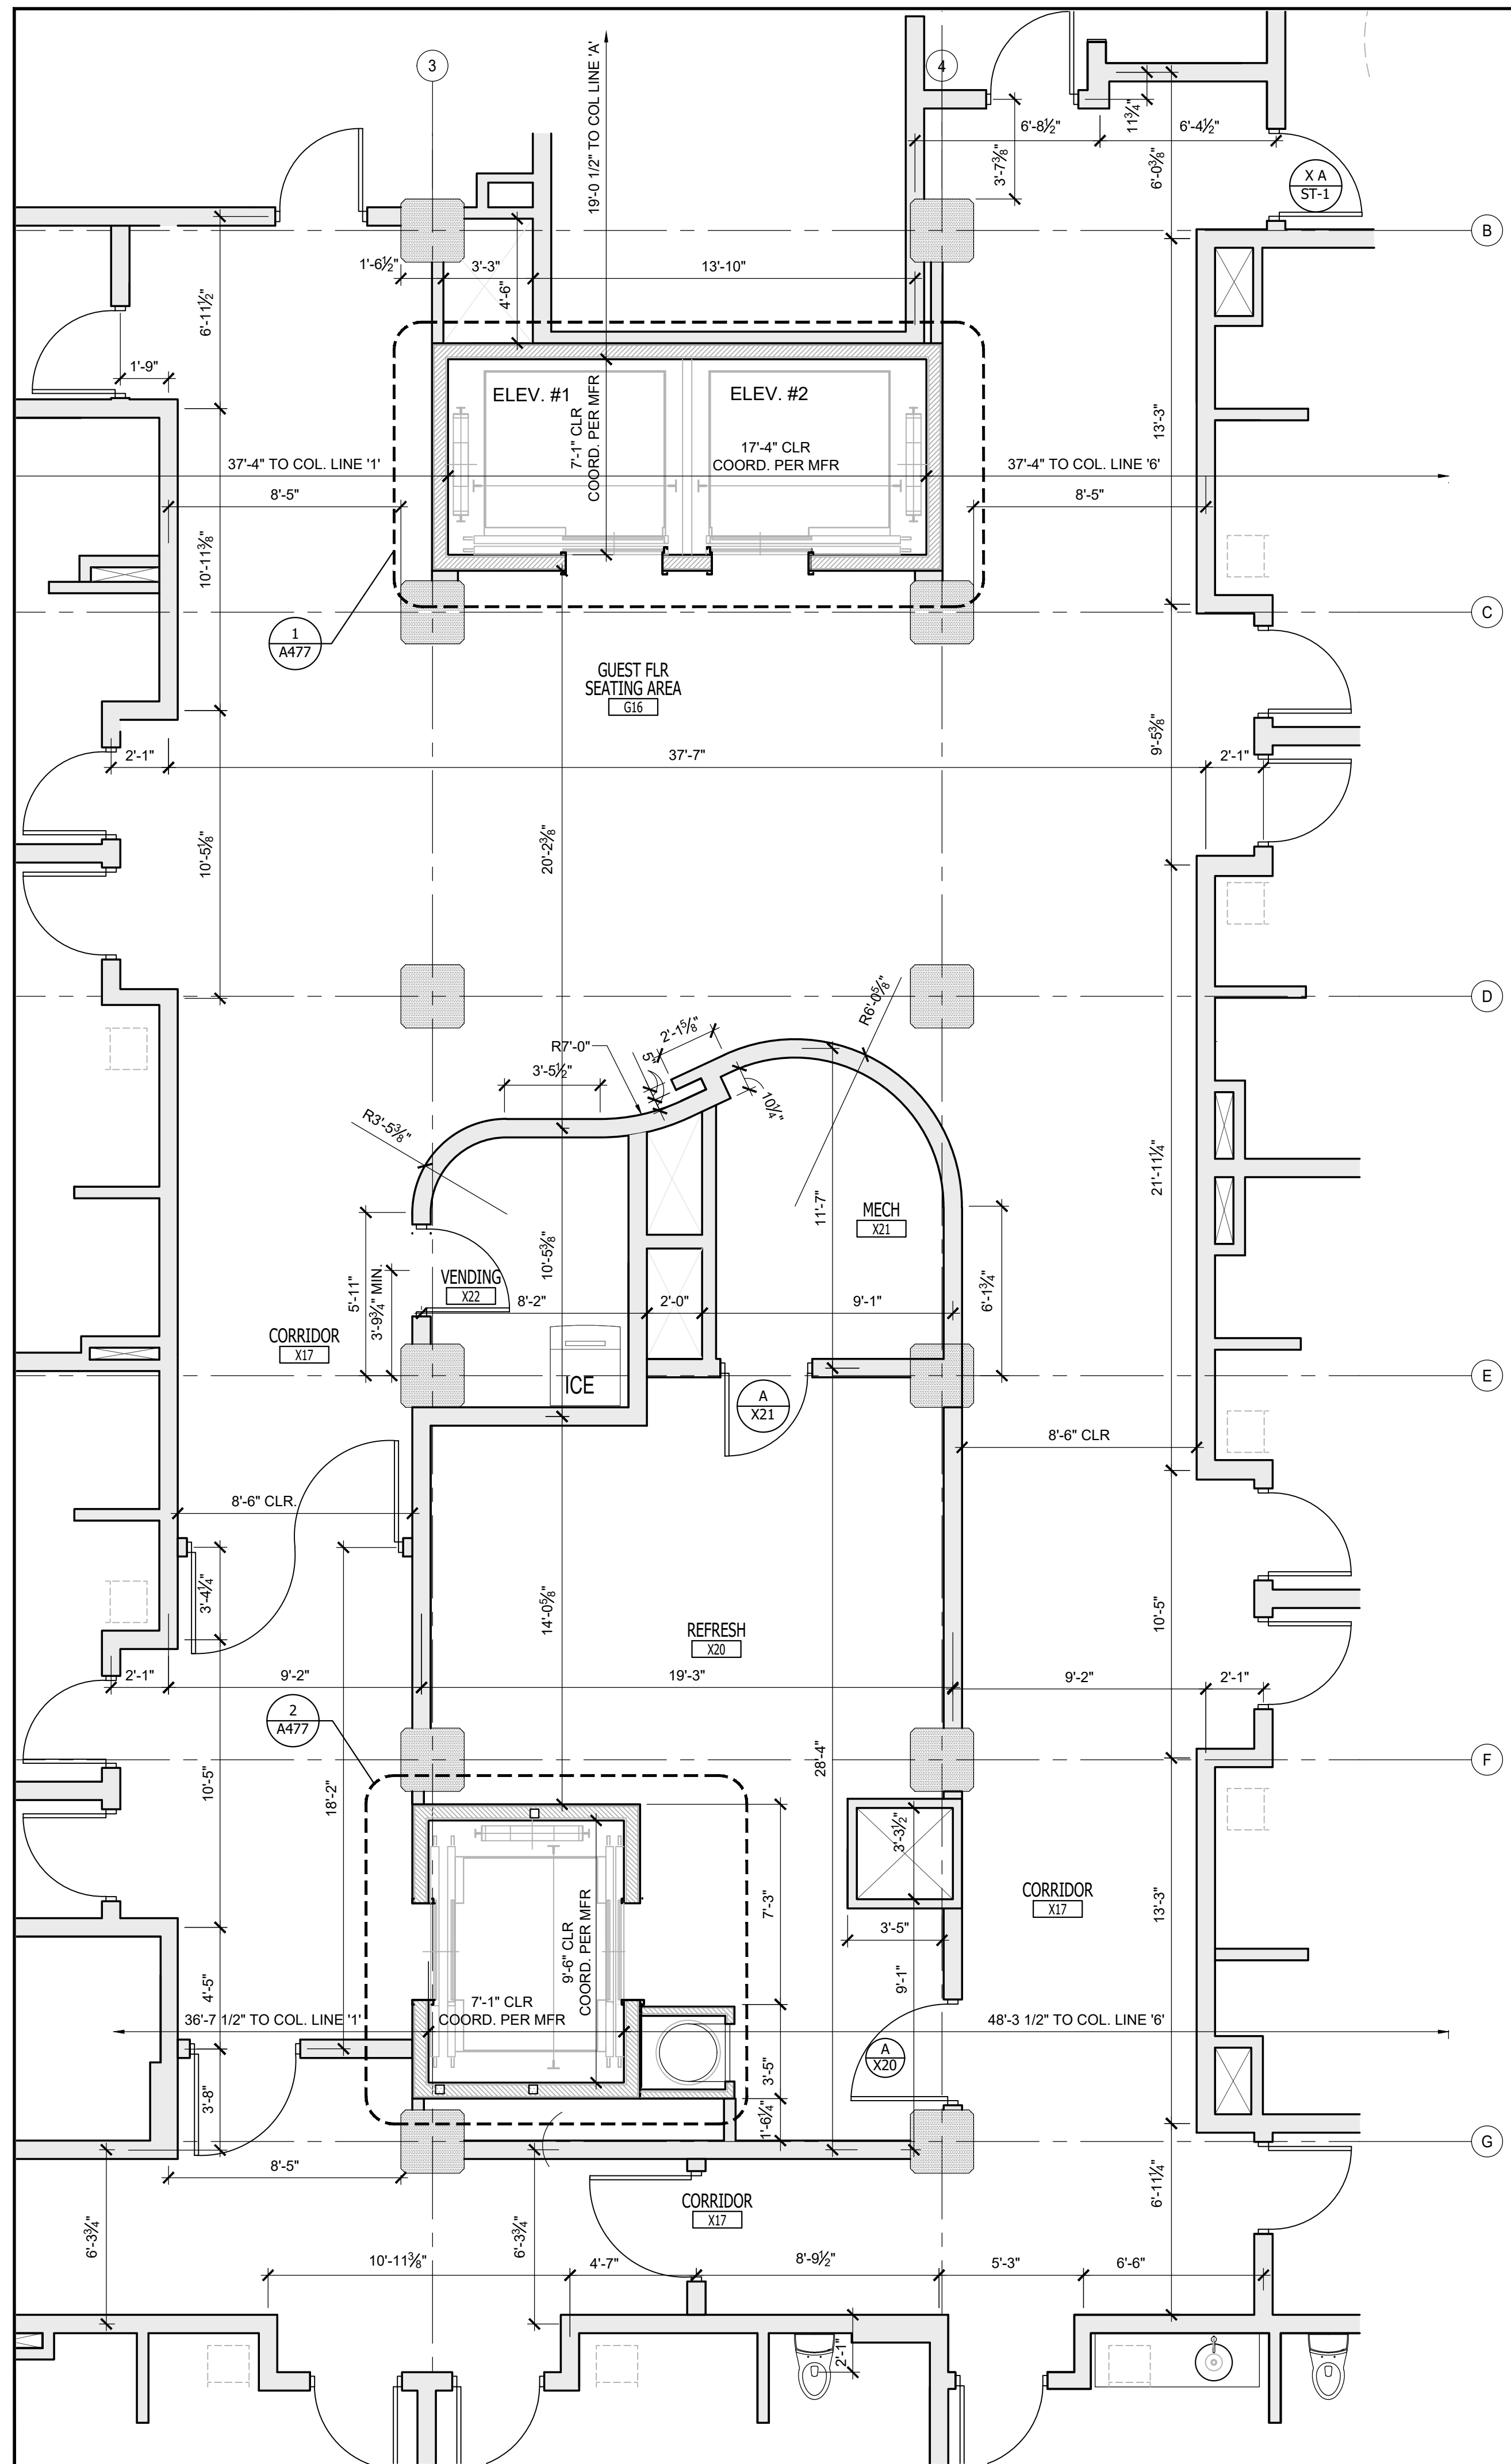 3
4
19'-0 1/2" TO COL LINE 'A'
6'-8½"
11¾"
6'-4½"
3'-7⅜"
6'-0⅜"
X A
ST-1
B
1'-6½"
3'-3"
13'-10"
4'-6"
6'-11½"
1'-9"
ELEV. #1
ELEV. #2
7'-1" CLR
COORD. PER MFR
17'-4" CLR
COORD. PER MFR
13'-3"
37'-4" TO COL. LINE '1'
37'-4" TO COL. LINE '6'
8'-5"
8'-5"
10'-11⅜"
C
1
A477
GUEST FLR
SEATING AREA
G16
2'-1"
37'-7"
9'-5⅜"
2'-1"
10'-5⅛"
20'-2⅜"
D
R6'-0⅝"
2'-1⅝"
R7'-0"
3'-5½"
10¼"
R3'-5⅜"
21'-11¼"
11'-7"
MECH
X21
10'-5⅜"
5'-11"
3'-9¾" MIN.
VENDING
X22
8'-2"
2'-0"
9'-1"
6'-1¾"
CORRIDOR
X17
ICE
E
A
X21
8'-6" CLR
8'-6" CLR.
3'-4¼"
14'-0⅝"
10'-5"
REFRESH
X20
2'-1"
9'-2"
19'-3"
9'-2"
2'-1"
2
A477
F
10'-5"
18'-2"
28'-4"
3'-3½"
7'-3"
CORRIDOR
X17
13'-3"
9'-6" CLR
COORD. PER MFR
3'-5"
9'-1"
4'-5"
7'-1" CLR
COORD. PER MFR
36'-7 1/2" TO COL. LINE '1'
48'-3 1/2" TO COL. LINE '6'
A
X20
3'-5"
3'-8"
1'-6¼"
G
8'-5"
6'-11¼"
CORRIDOR
X17
6'-3¾"
6'-3¾"
10'-11⅜"
4'-7"
8'-9½"
5'-3"
6'-6"
2'-1"